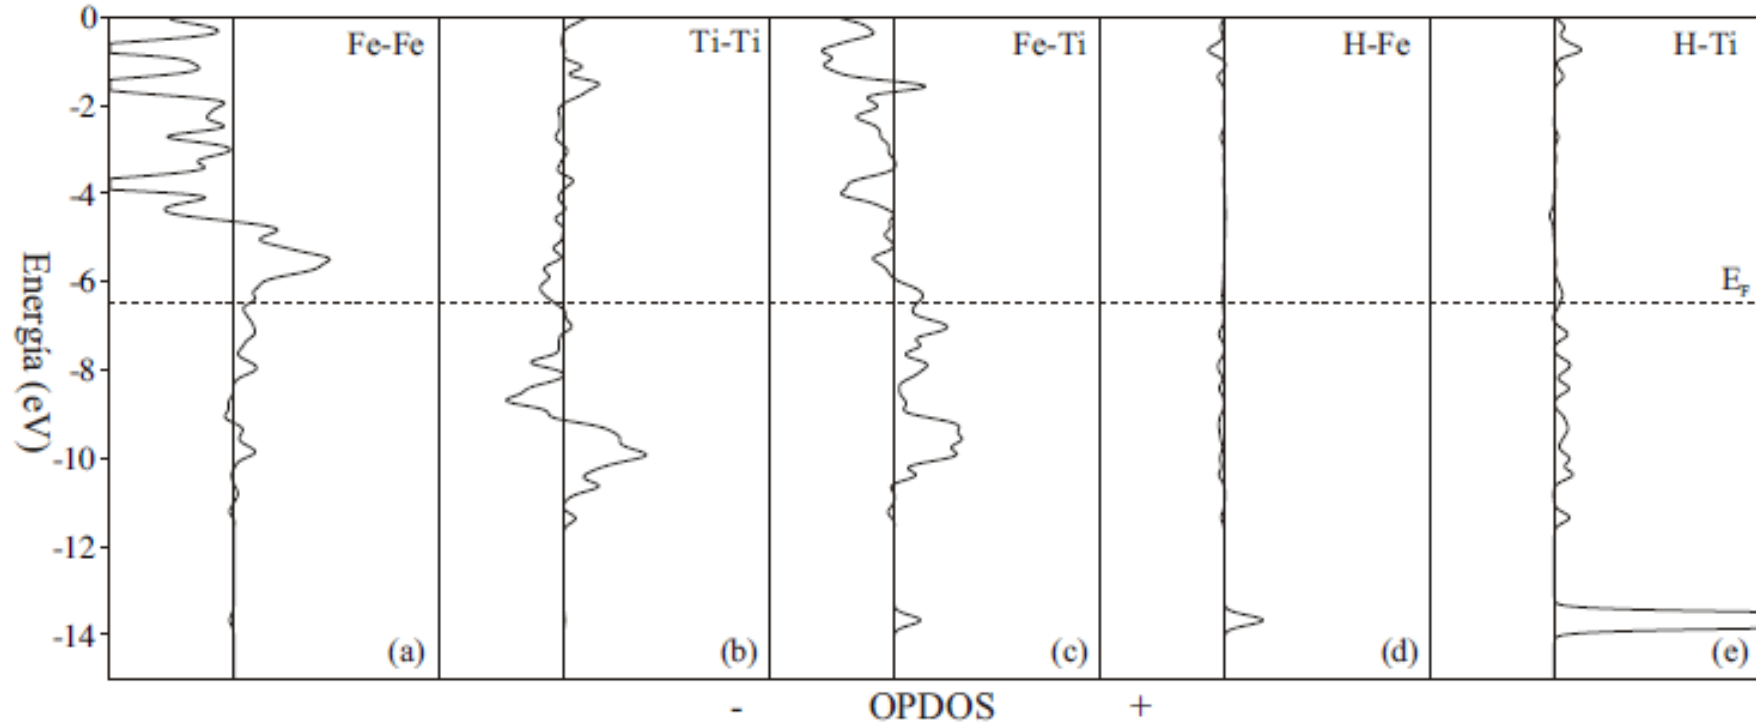 Fe-Fe
Ti-Ti
Fe-Ti
H-Fe
H-Ti
0
-2
-4
-6
-8
-10
-12
-14
Energía (eV)
E_F
(a)
(b)
(c)
(d)
(e)
- OPDOS +